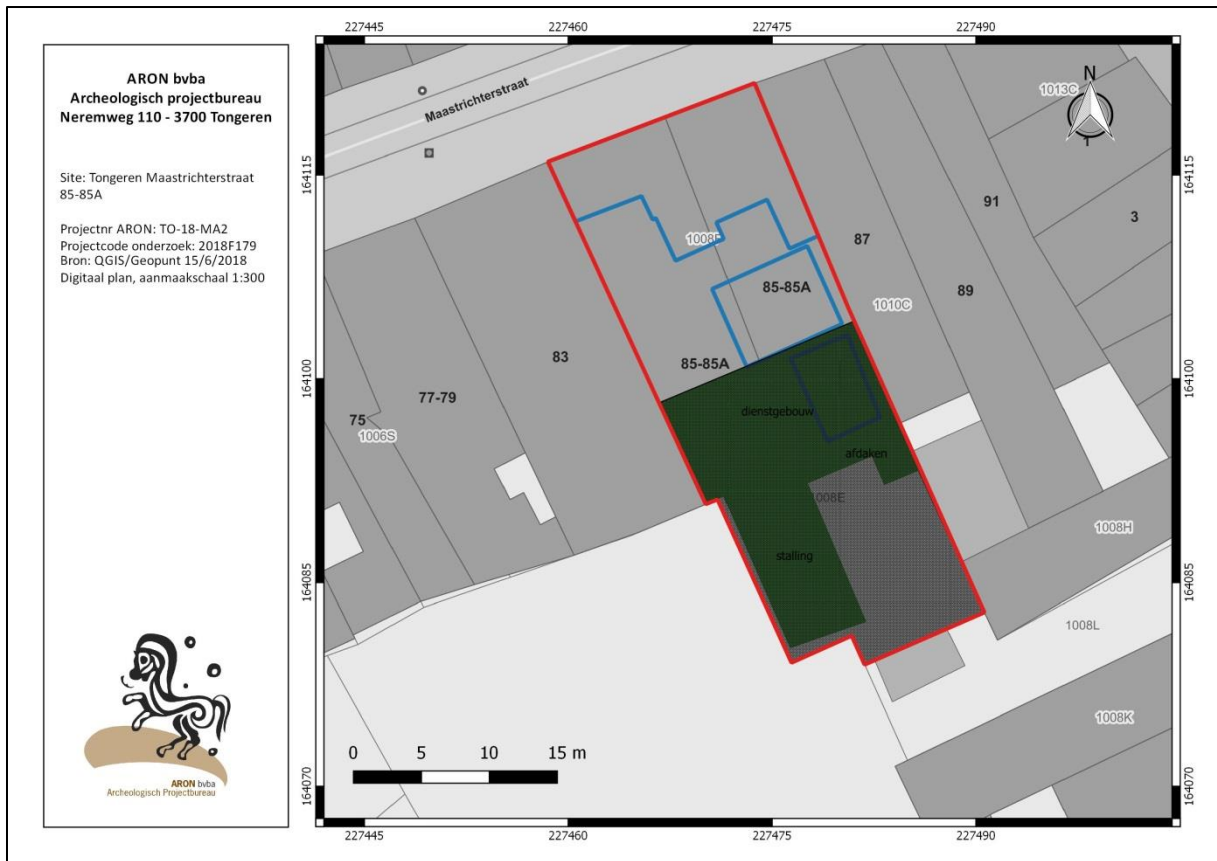 ARON bvba
Archeologisch projectbureau
Neremweg 110 - 3700 Tongeren
Site: Tongeren Maastrichterstraat
85-85A
Projectnr ARON: TO-18-MA2
Projectcode onderzoek: 2018F179
Bron: QGIS/Geopunt 15/6/2018
Digitaal plan, aanmaakschaal 1:300
ARON bvba
Archeologisch Projectbureau
227445 227460 227475 227490
Maastrichterstraat
1013C
N
164115 164115
91
3
87
85-85A
89
1010C
83
85-85A
164100 164100
77-79
dienstgebouw
75
1006S
afdaken
1008E
1008H
stalling
164085 164085
1008L
1008K
0 5 10 15 m
164070 164070
227445 227460 227475 227490